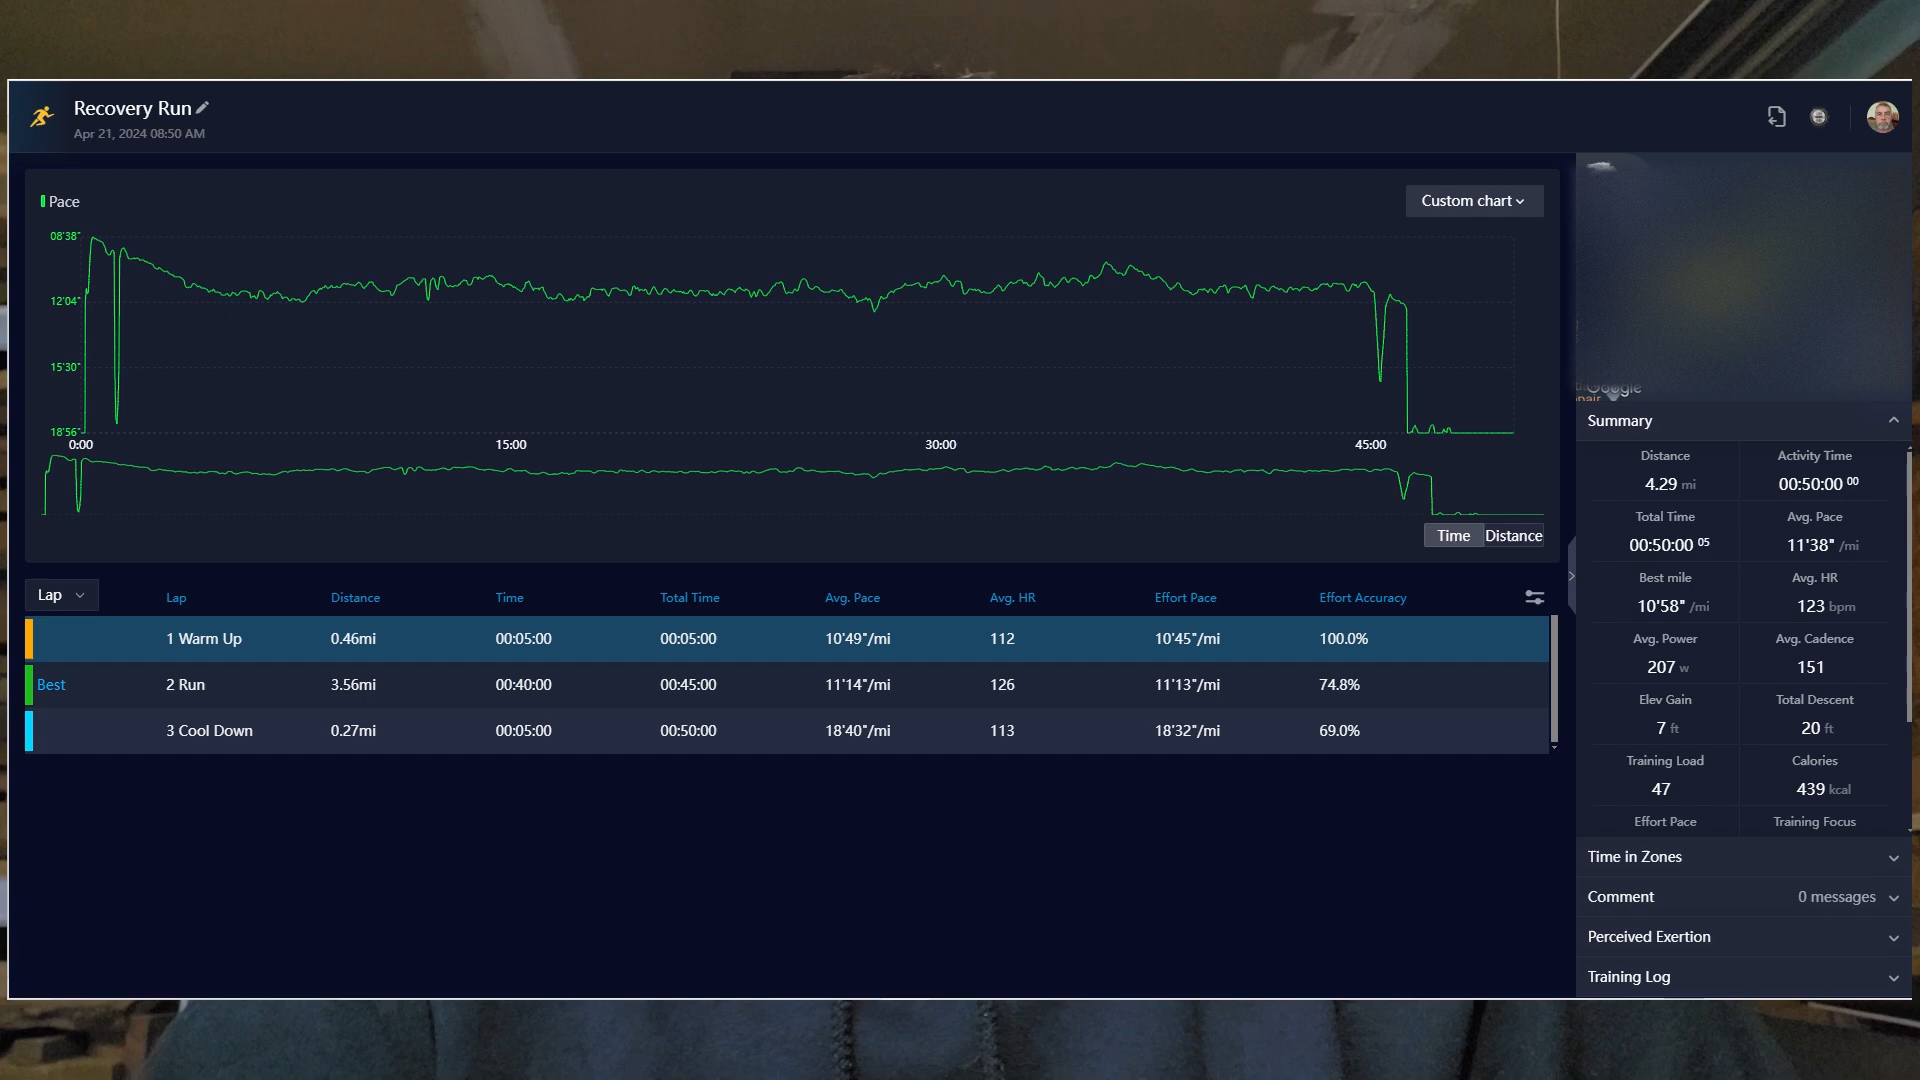 Recovery Run
Apr 21, 2024 08:50 AM
Pace
Custom chart
08'38"
12'04"
15'30"
18'56"
0:00 15:00 30:00 45:00
Time Distance
Lap Lap Distance Time Total Time Avg. Pace Avg. HR Effort Pace Effort Accuracy
1 Warm Up 0.46mi 00:05:00 00:05:00 10'49"/mi 112 10'45"/mi 100.0%
Best 2 Run 3.56mi 00:40:00 00:45:00 11'14"/mi 126 11'13"/mi 74.8%
3 Cool Down 0.27mi 00:05:00 00:50:00 18'40"/mi 113 18'32"/mi 69.0%
Google
Summary
Distance Activity Time
4.29 mi 00:50:00 00
Total Time Avg. Pace
00:50:00 05 11'38" /mi
Best mile Avg. HR
10'58" /mi 123 bpm
Avg. Power Avg. Cadence
207 w 151
Elev Gain Total Descent
7 ft 20 ft
Training Load Calories
47 439 kcal
Effort Pace Training Focus
Time in Zones
Comment 0 messages
Perceived Exertion
Training Log